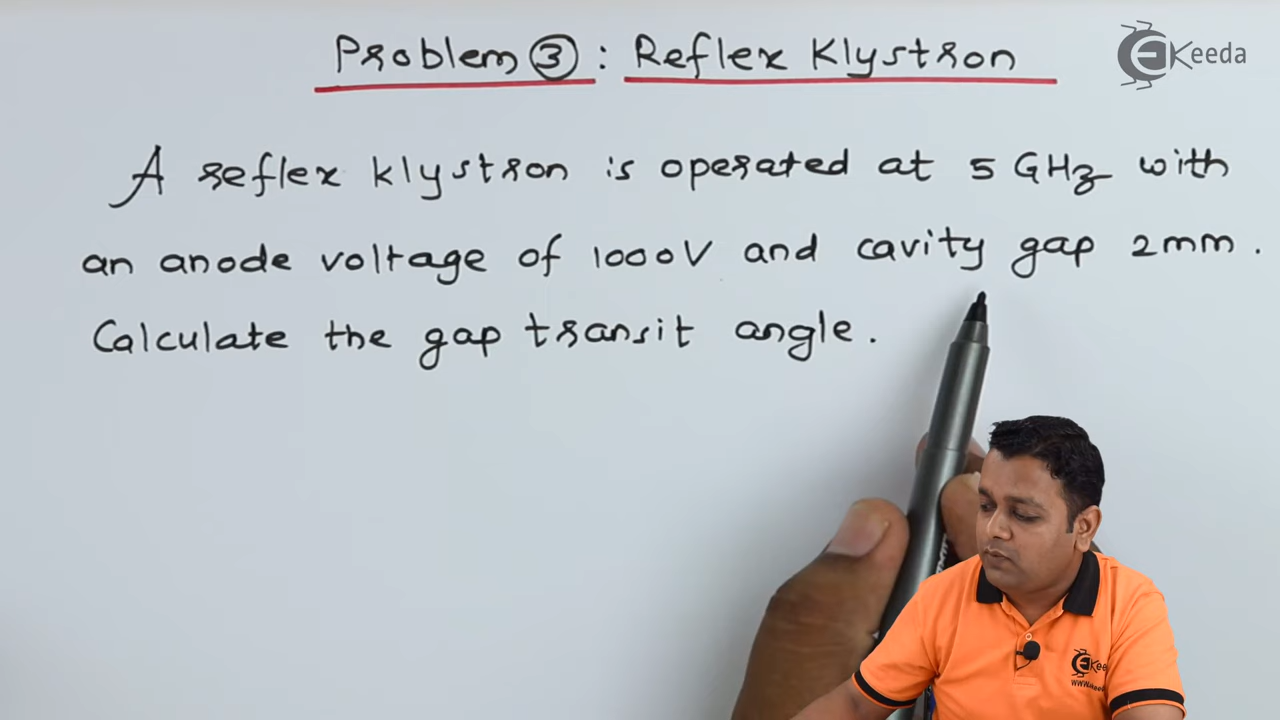 Problem ③ : Reflex Klystron
EKeeda
A reflex klystron is operated at 5 GHz with
an anode voltage of 1000V and cavity gap 2mm.
Calculate the gap transit angle.